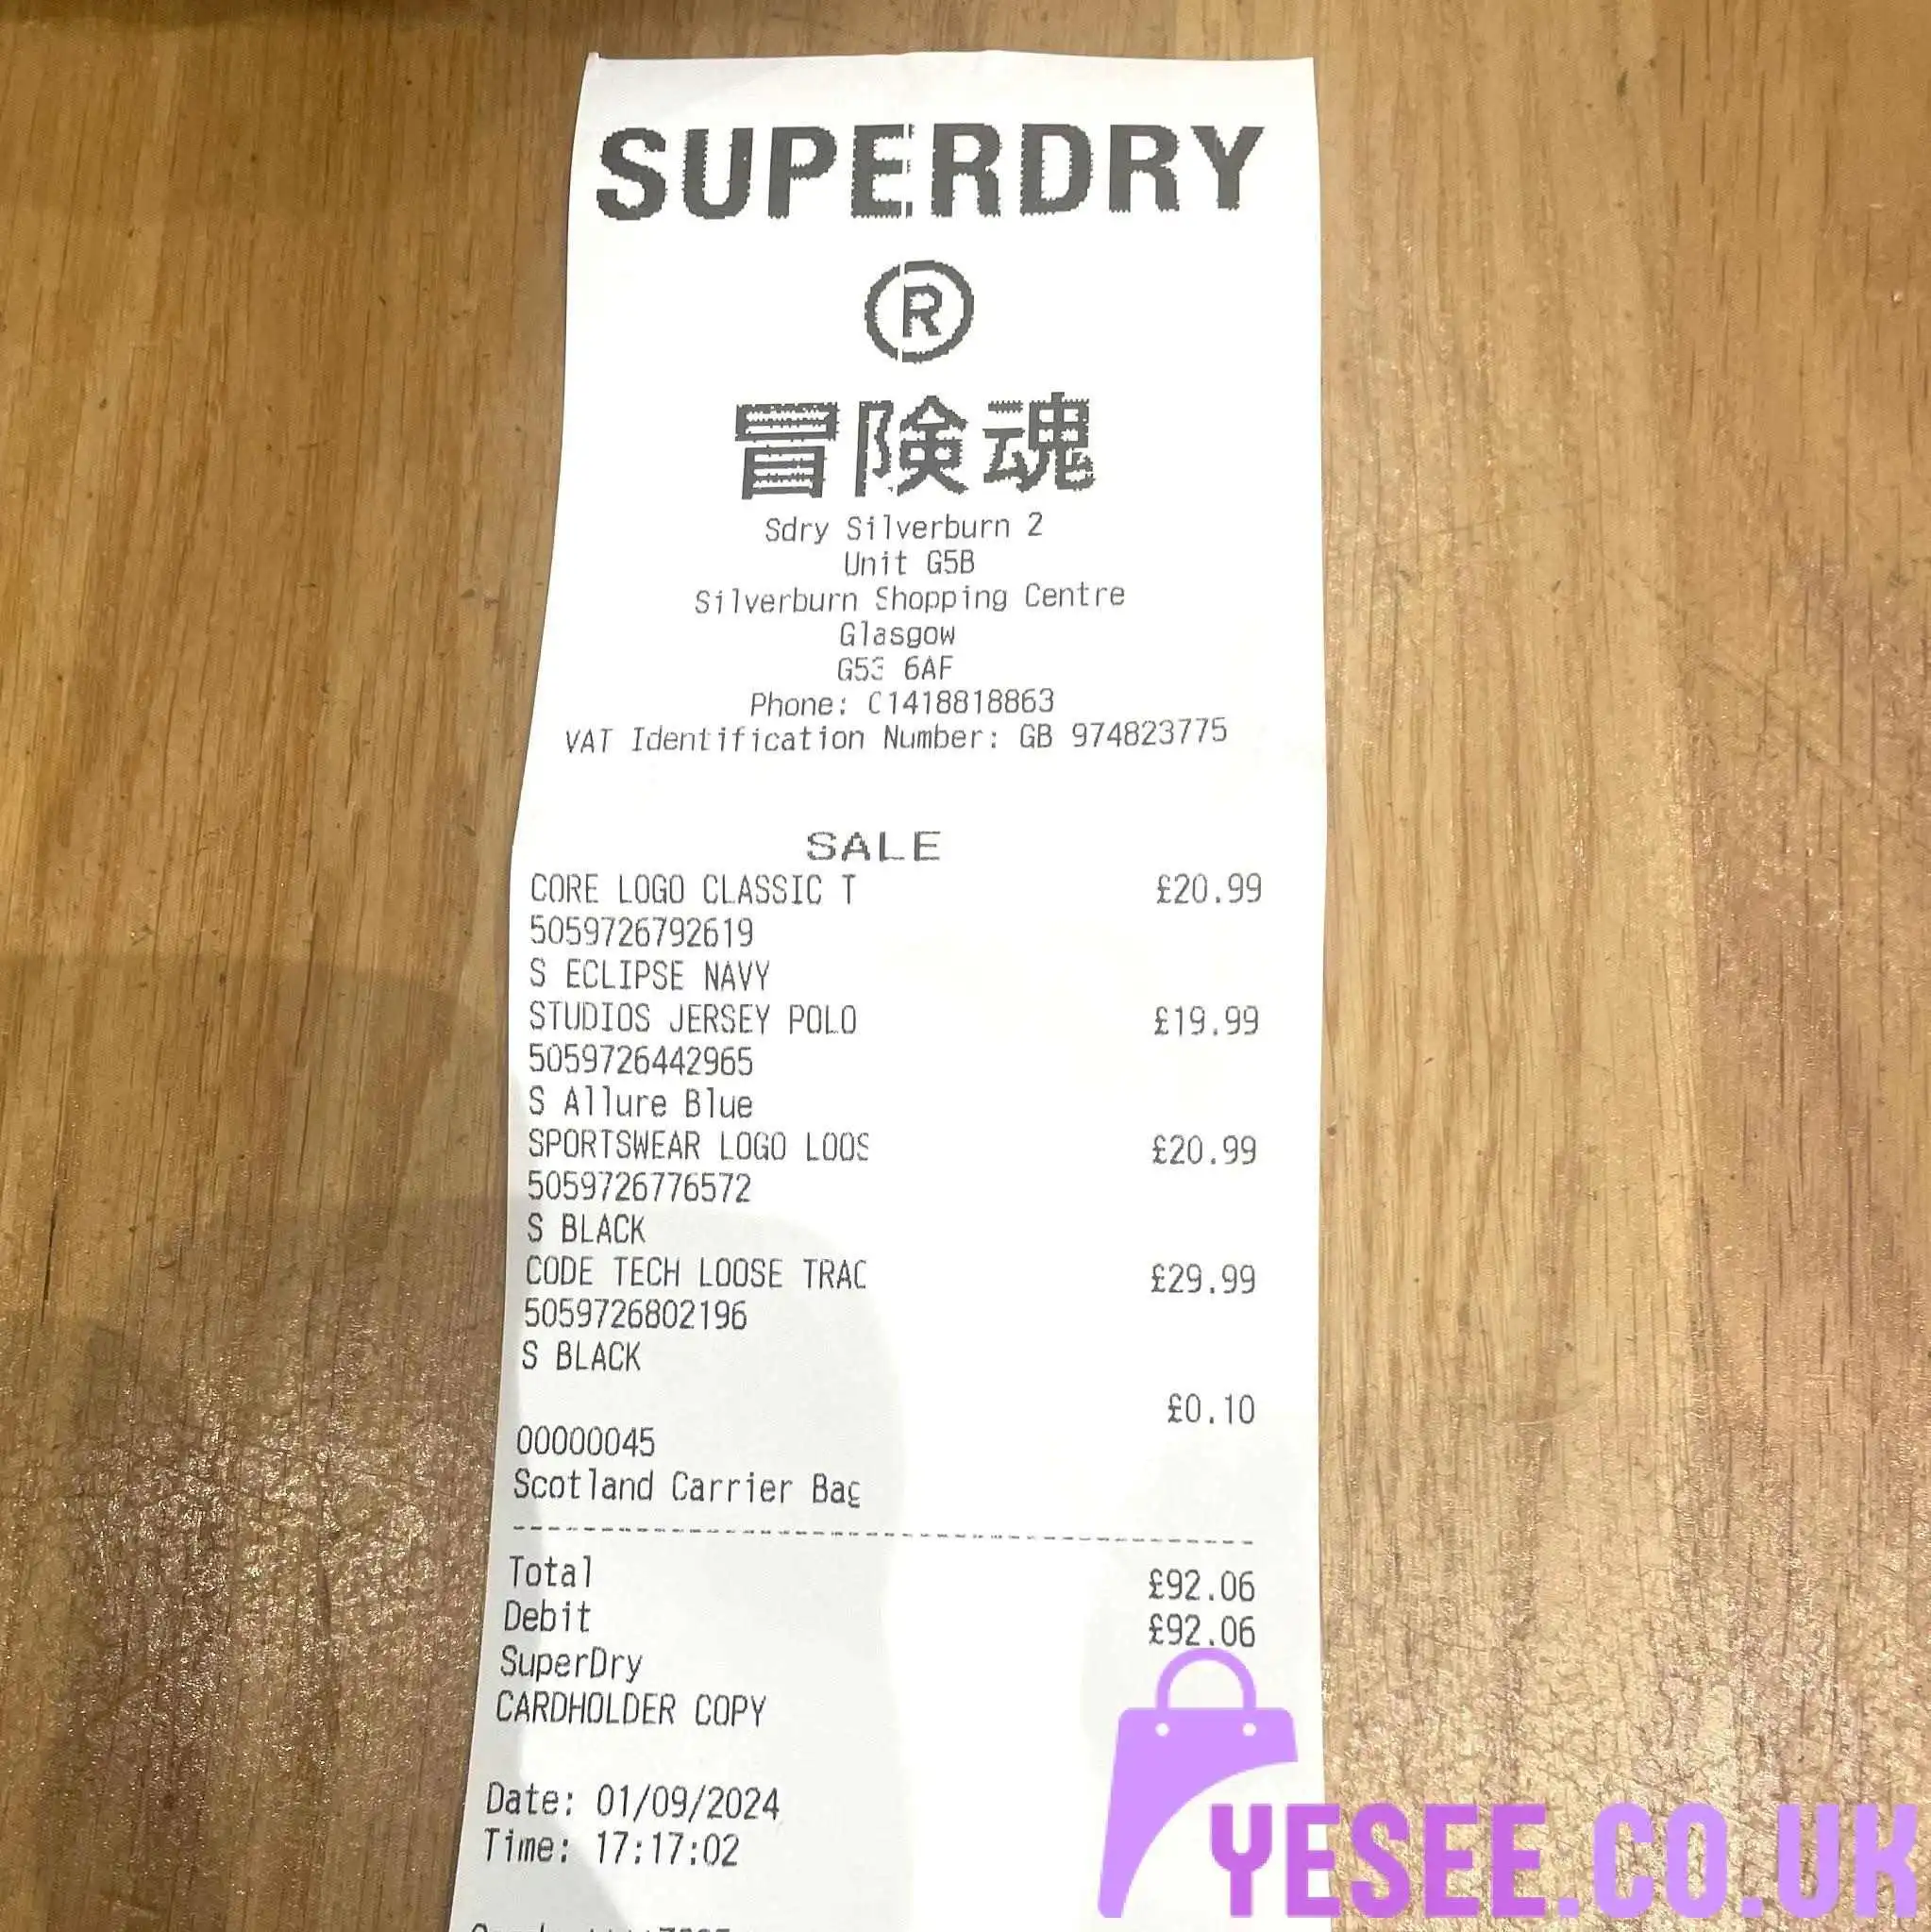 SUPERDRY
®
冒険魂
Sdry Silverburn 2
Unit G5B
Silverburn Shopping Centre
Glasgow
G53 6AF
Phone: 01418818863
VAT Identification Number: GB 974823775
SALE
CORE LOGO CLASSIC T £20.99
5059726792619
S ECLIPSE NAVY
STUDIOS JERSEY POLO £19.99
5059726442965
S Allure Blue
SPORTSWEAR LOGO LOOS £20.99
5059726776572
S BLACK
CODE TECH LOOSE TRAC £29.99
5059726802196
S BLACK
£0.10
00000045
Scotland Carrier Bag
Total £92.06
Debit £92.06
SuperDry
CARDHOLDER COPY
Date: 01/09/2024
Time: 17:17:02
YESEE.CO.UK